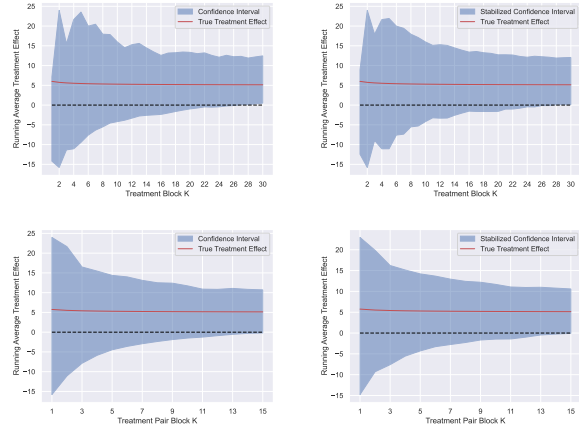 25
20
15
10
5
0
−5
−10
−15
Running Average Treatment Effect
Confidence Interval
True Treatment Effect
2 4 6 8 10 12 14 16 18 20 22 24 26 28 30
Treatment Block K
25
20
15
10
5
0
−5
−10
−15
Running Average Treatment Effect
Stabilized Confidence Interval
True Treatment Effect
2 4 6 8 10 12 14 16 18 20 22 24 26 28 30
Treatment Block K
25
20
15
10
5
0
−5
−10
−15
Running Average Treatment Effect
Confidence Interval
True Treatment Effect
1 3 5 7 9 11 13 15
Treatment Pair Block K
20
15
10
5
0
−5
−10
−15
Running Average Treatment Effect
Stabilized Confidence Interval
True Treatment Effect
1 3 5 7 9 11 13 15
Treatment Pair Block K